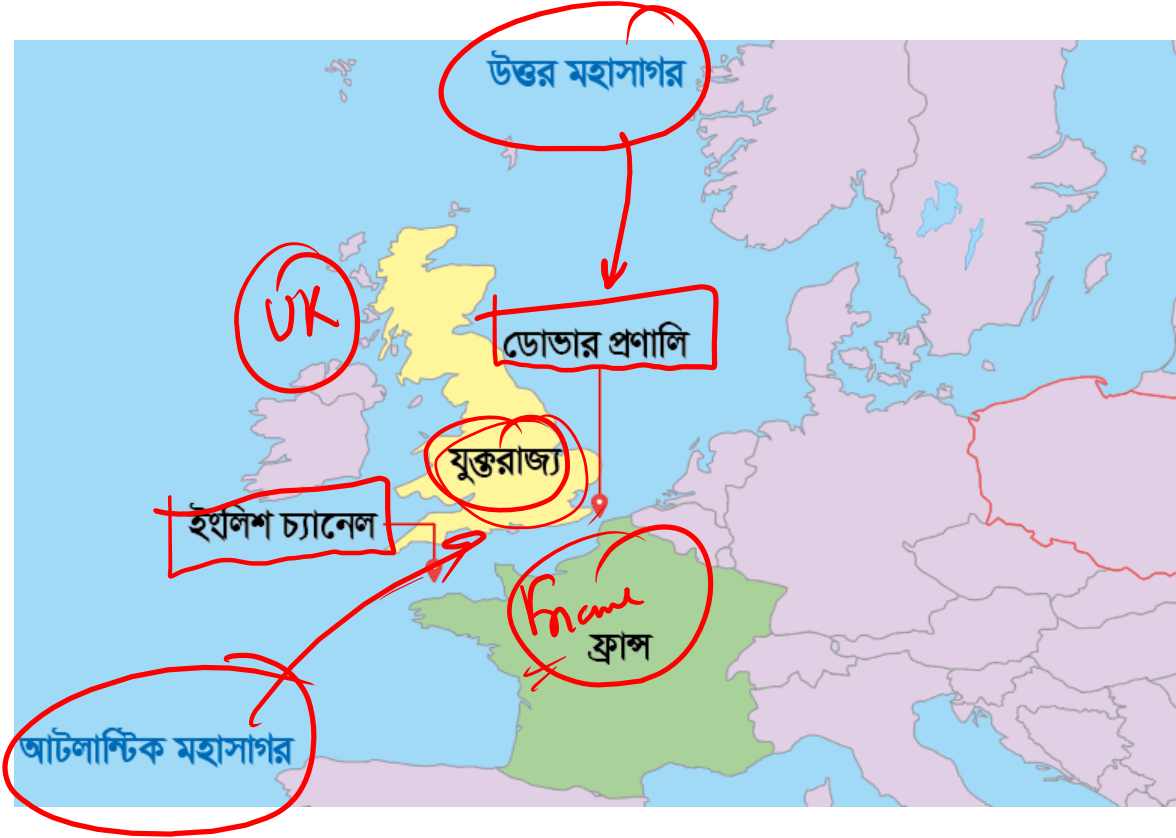 উত্তর মহাসাগর
UK
ডোভার প্রণালি
যুক্তরাজ্য
ইংলিশ চ্যানেল
France
ফ্রান্স
আটলান্টিক মহাসাগর